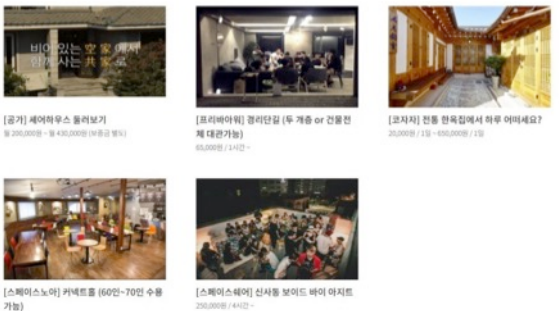 비어 있는 空家에서
함께 사는 共家로
[공가] 셰어하우스 둘러보기
월 200,000원 ~ 월 430,000원 (보증금 별도)
[프라이빗아워] 경리단길 (두 개층 or 건물전
체 대관가능)
65,000원 / 1시간 ~
[코자자] 전통 한옥집에서 하루 어떠세요?
20,000원 / 1일 ~650,000원 / 1일
[스페이스노아] 커넥트홀 (60인~70인 수용
가능)
[스페이스쉐어] 신사동 보이드 바이 아지트
250,000원 / 4시간 ~